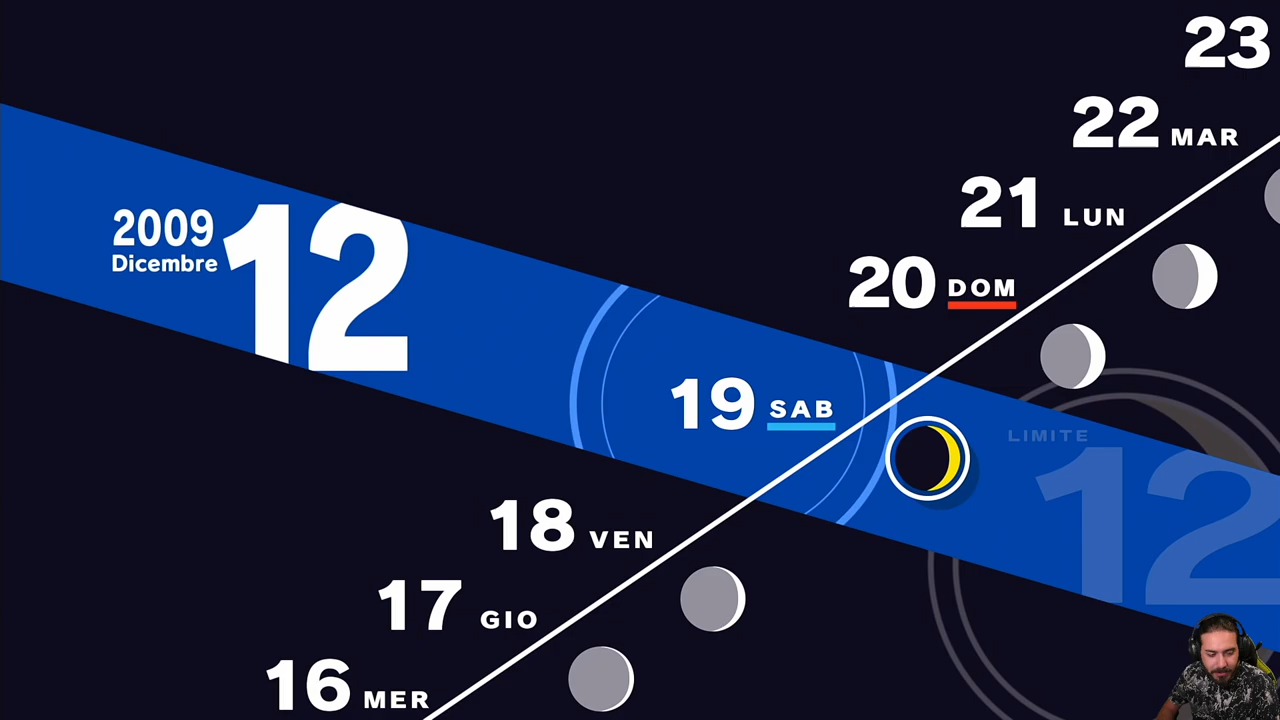 23
22 MAR
21 LUN
20 DOM
2009
Dicembre
12
19 SAB
LIMITE
12
18 VEN
17 GIO
16 MER